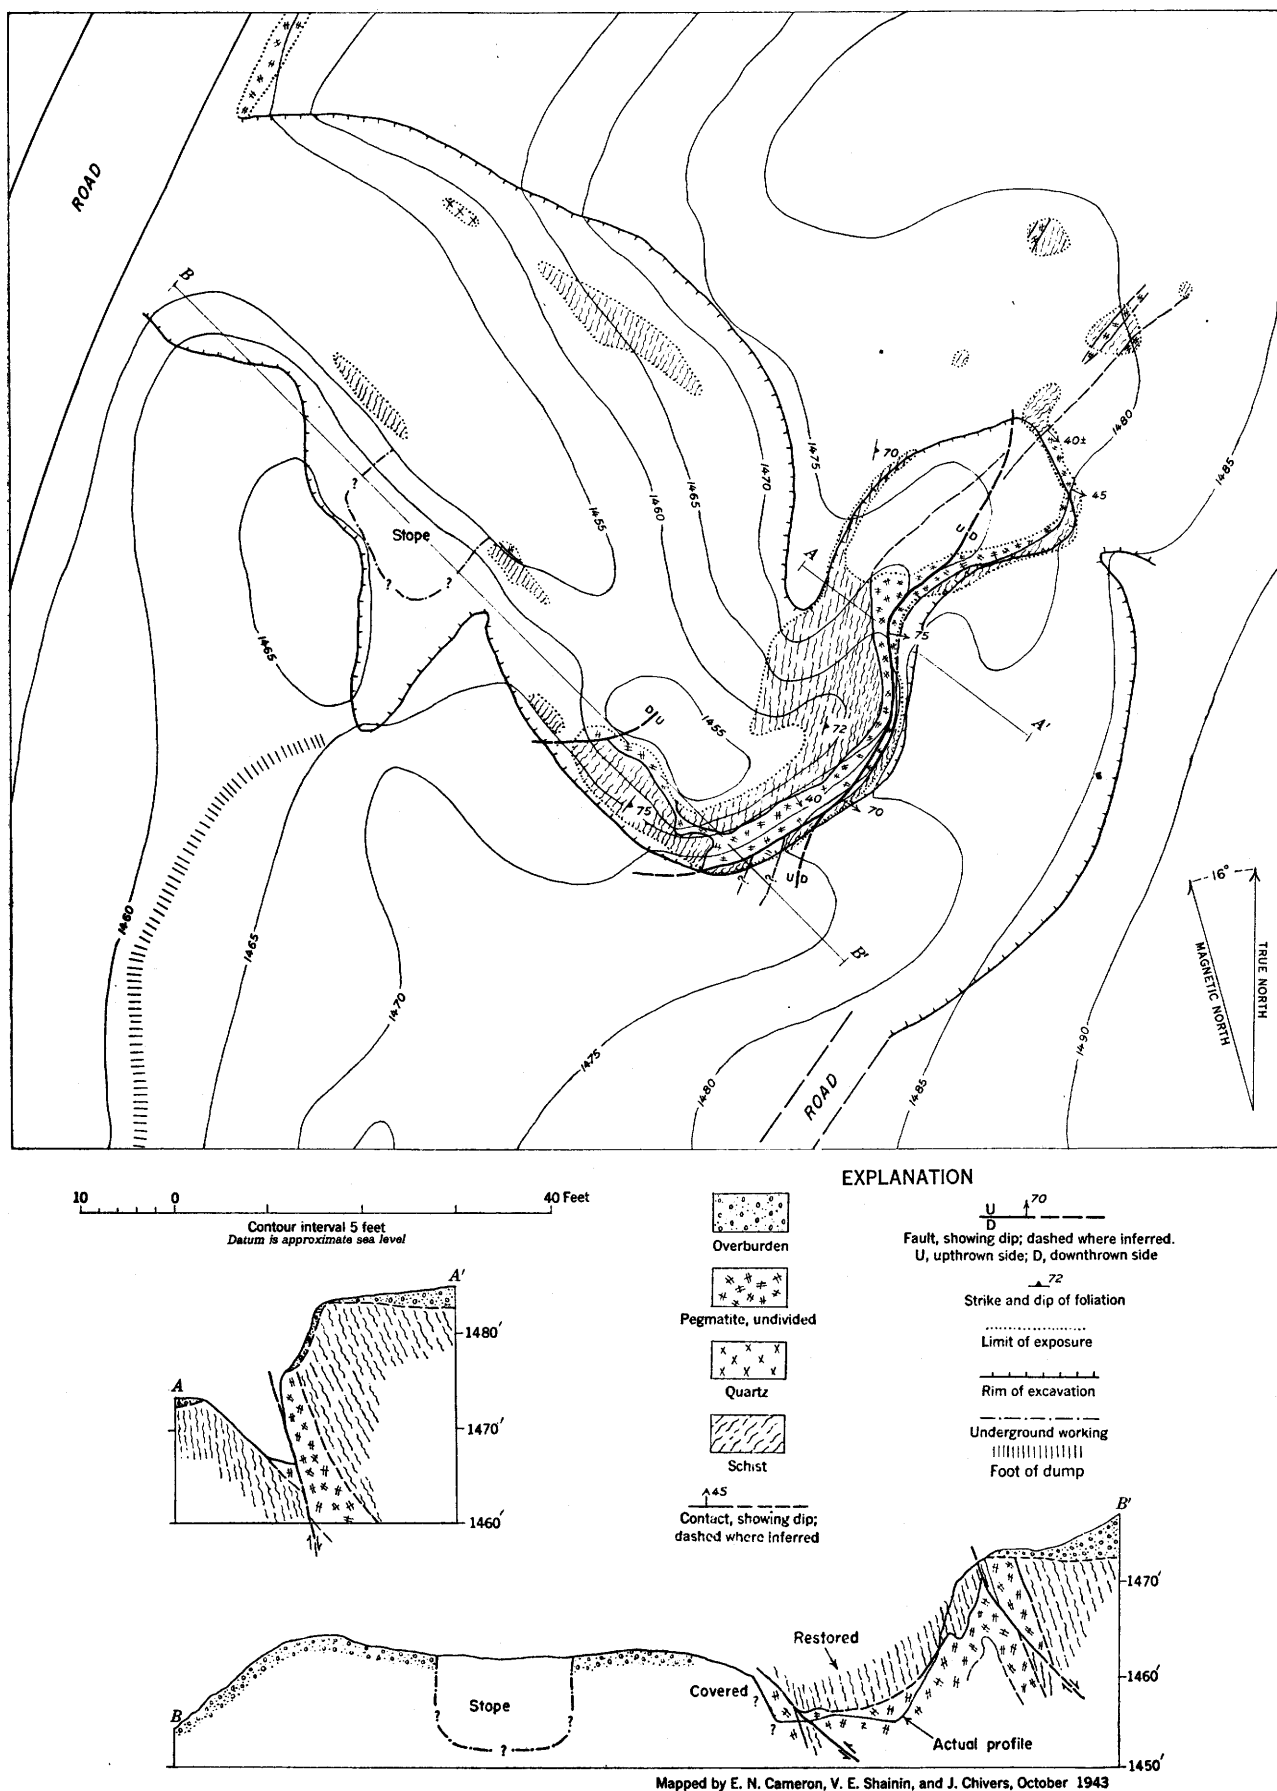 ROAD
B
70
40±
1480
1485
45
1475
1470
1465
1460
1455
?
Stope
?
?
U D
A
75
1465
D U
1455
72
A'
75
40
70
?
?
U D
B'
1460
1465
1470
1475
1480
1485
1490
ROAD
16°
MAGNETIC NORTH
TRUE NORTH
10 0 40 Feet
Contour interval 5 feet
Datum is approximate sea level
EXPLANATION
Overburden
Pegmatite, undivided
Quartz
Schist
45
Contact, showing dip;
dashed where inferred
U 70
D
Fault, showing dip; dashed where inferred.
U, upthrown side; D, downthrown side
72
Strike and dip of foliation
Limit of exposure
Rim of excavation
Underground working
Foot of dump
A'
1480'
A
1470'
1460'
B'
1470'
Restored
1460'
Covered
?
Stope
B
?
?
?
?
Actual profile
1450'
Mapped by E. N. Cameron, V. E. Shainin, and J. Chivers, October 1943